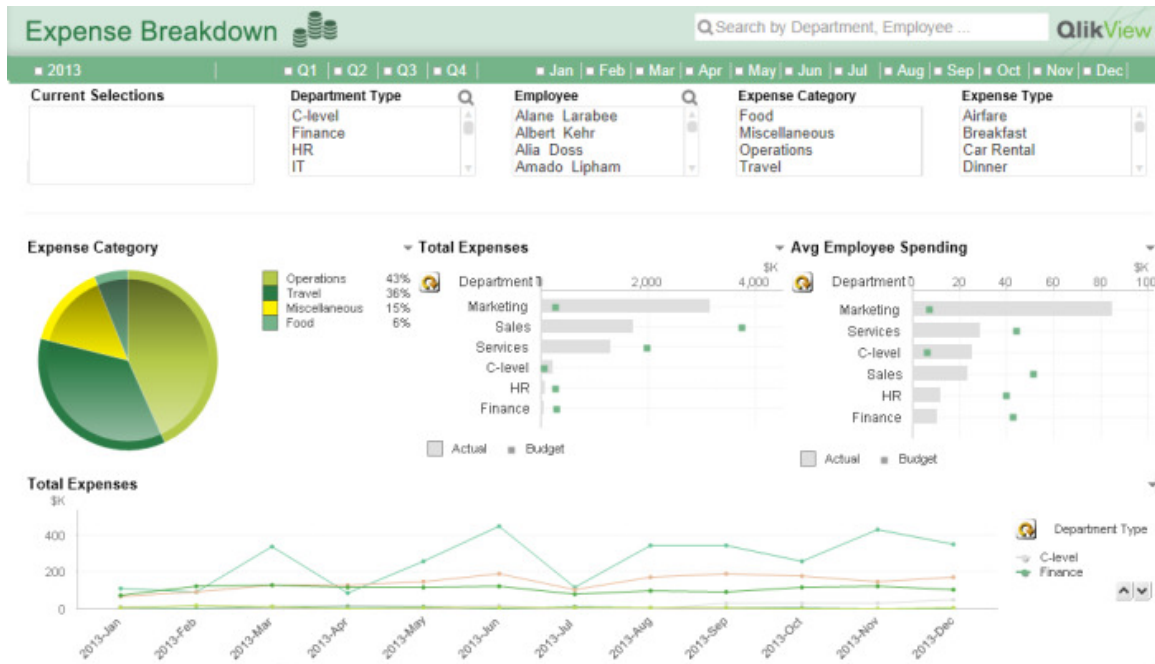 Expense Breakdown
Search by Department, Employee ...
QlikView
2013
Q1 Q2 Q3 Q4
Jan Feb Mar Apr May Jun Jul Aug Sep Oct Nov Dec
Current Selections
Department Type
C-level
Finance
HR
IT
Employee
Alane Larabee
Albert Kehr
Alia Doss
Amado Lipham
Expense Category
Food
Miscellaneous
Operations
Travel
Expense Type
Airfare
Breakfast
Car Rental
Dinner
Expense Category
Operations 43%
Travel 36%
Miscellaneous 15%
Food 6%
Total Expenses
$K
Department 0 2,000 4,000
Marketing
Sales
Services
C-level
HR
Finance
Actual Budget
Avg Employee Spending
$K
Department 0 20 40 60 80 100
Marketing
Services
C-level
Sales
HR
Finance
Actual Budget
Total Expenses
$K
400
200
0
2013-Jan 2013-Feb 2013-Mar 2013-Apr 2013-May 2013-Jun 2013-Jul 2013-Aug 2013-Sep 2013-Oct 2013-Nov 2013-Dec
Department Type
C-level
Finance